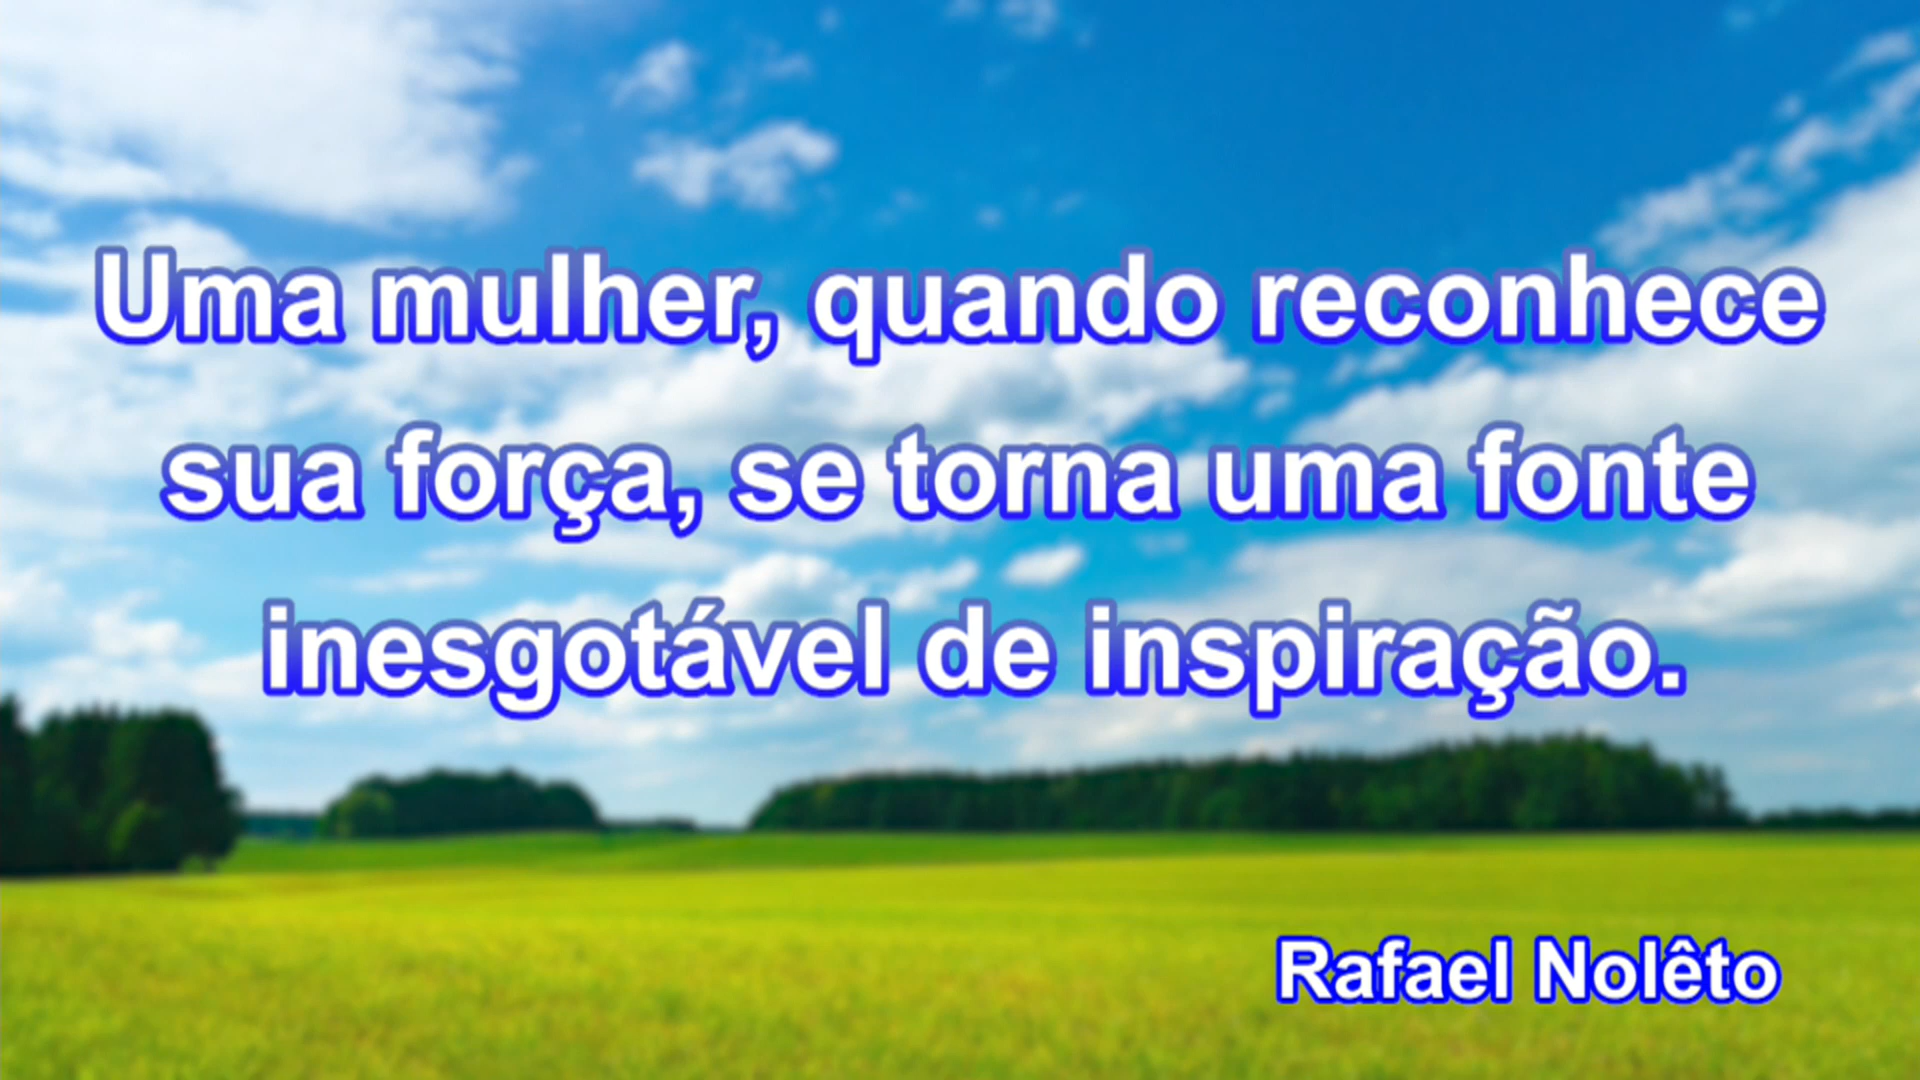 Uma mulher, quando reconhece
sua força, se torna uma fonte
inesgotável de inspiração.
Rafael Nolêto